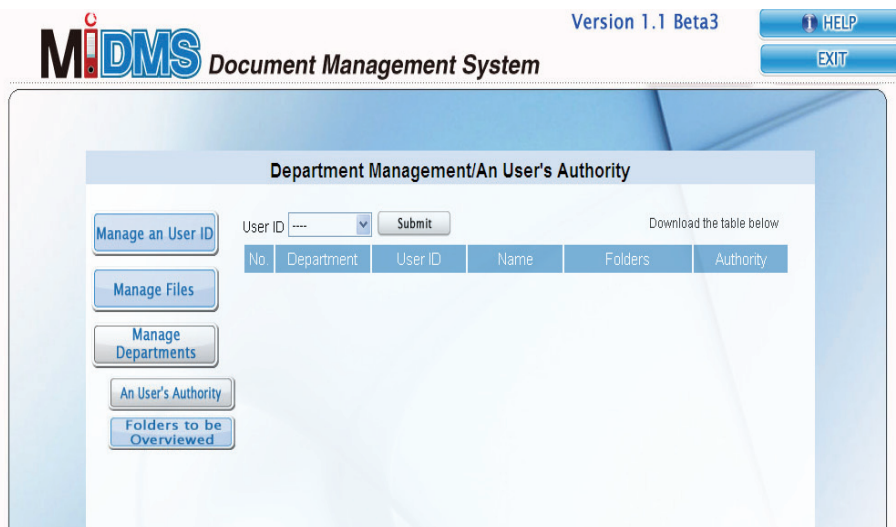 Version 1.1 Beta3
HELP
MiDMS Document Management System
EXIT
Department Management/An User's Authority
Manage an User ID
User ID ---- Submit Download the table below
No. Department User ID Name Folders Authority
Manage Files
Manage
Departments
An User's Authority
Folders to be
Overviewed